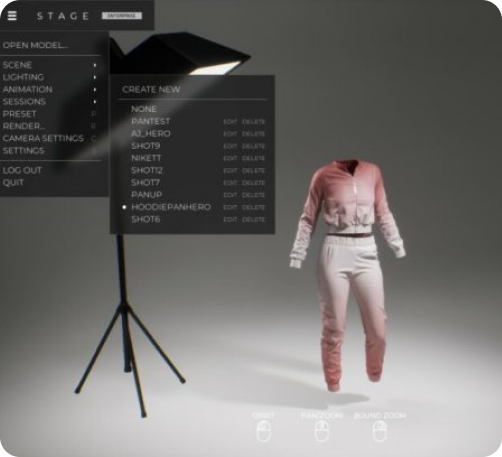 STAGE ENTERPRISE
OPEN MODEL...
SCENE
LIGHTING
ANIMATION
SESSIONS
PRESET P
RENDER... R
CAMERA SETTINGS C
SETTINGS
LOG OUT
QUIT
CREATE NEW
NONE
PANTEST EDIT DELETE
AJ_HERO EDIT DELETE
SHOT9 EDIT DELETE
NIKETT EDIT DELETE
SHOT12 EDIT DELETE
SHOT7 EDIT DELETE
PANUP EDIT DELETE
HOODIEPANHERO EDIT DELETE
SHOT6 EDIT DELETE
ORBIT PAN/ZOOM BOUND ZOOM